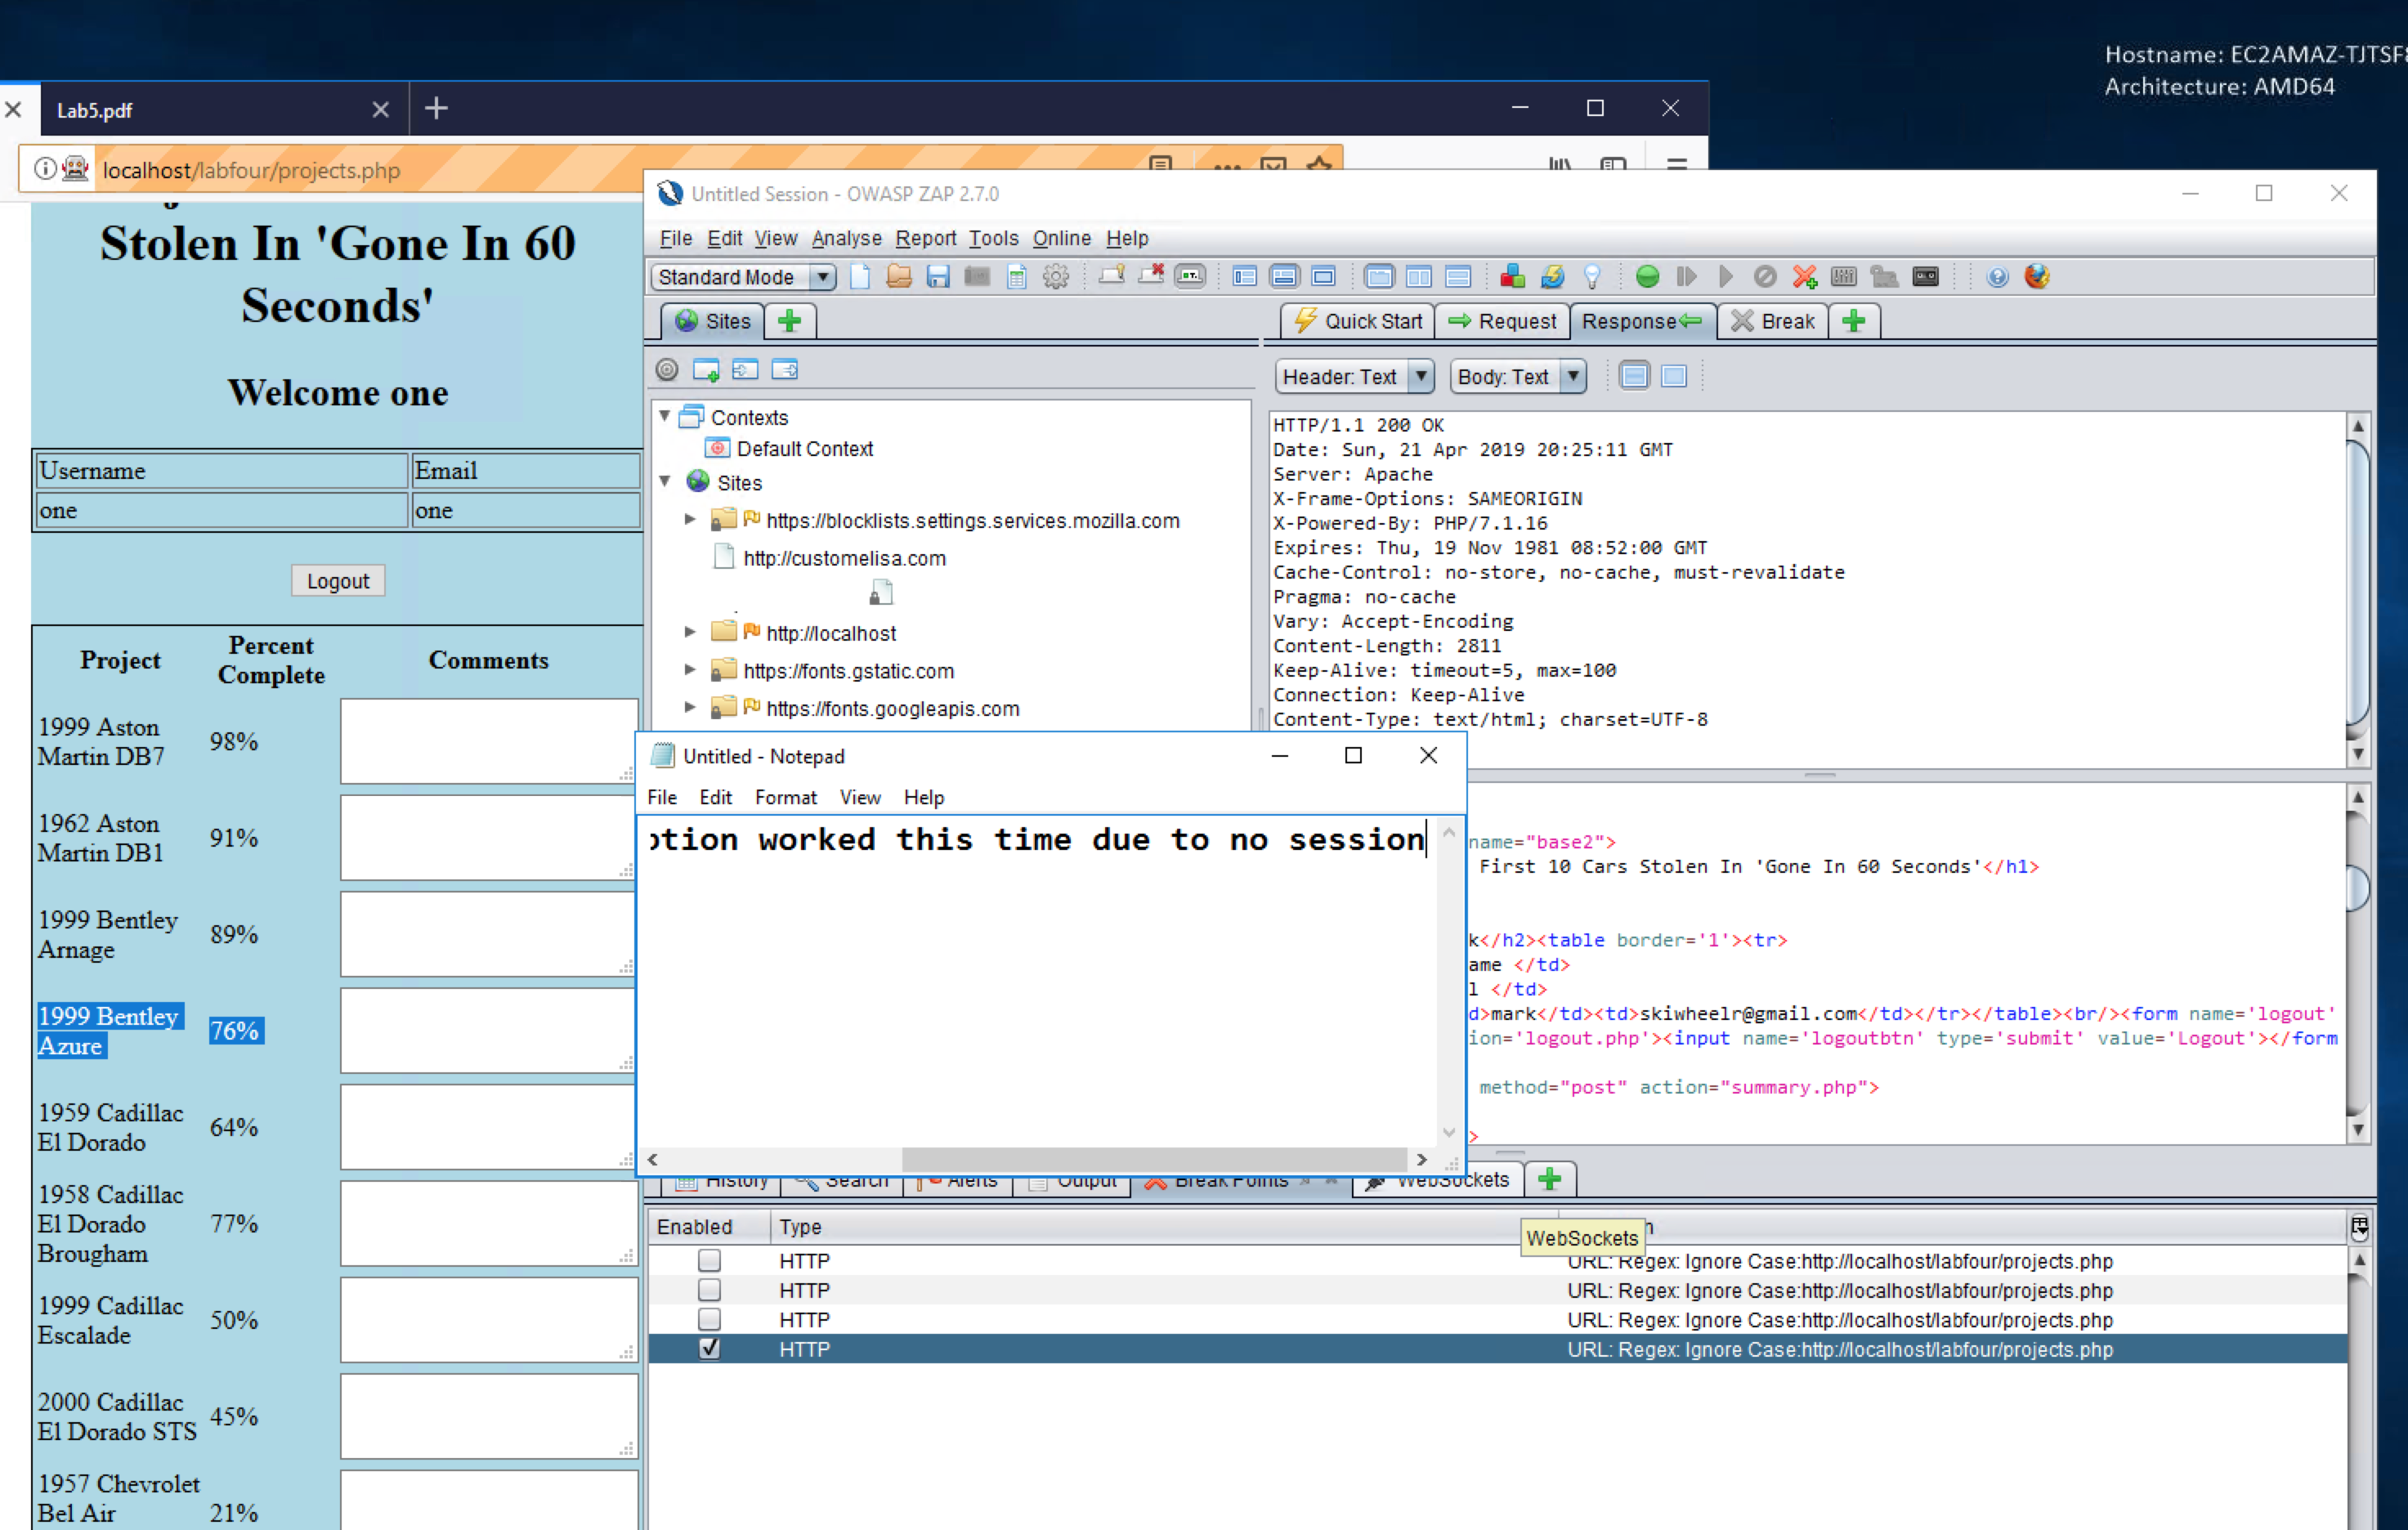 Hostname: EC2AMAZ-TJTSF
Architecture: AMD64
Lab5.pdf
localhost/labfour/projects.php
Stolen In 'Gone In 60
Seconds'
Welcome one
Username Email
one one
Logout
Project Percent Complete Comments
1999 Aston Martin DB7 98%
1962 Aston Martin DB1 91%
1999 Bentley Arnage 89%
1999 Bentley Azure 76%
1959 Cadillac El Dorado 64%
1958 Cadillac El Dorado Brougham 77%
1999 Cadillac Escalade 50%
2000 Cadillac El Dorado STS 45%
1957 Chevrolet Bel Air 21%
Untitled Session - OWASP ZAP 2.7.0
File Edit View Analyse Report Tools Online Help
Standard Mode
Sites
Quick Start Request Response Break
Header: Text Body: Text
Contexts
Default Context
Sites
https://blocklists.settings.services.mozilla.com
http://customelisa.com
http://localhost
https://fonts.gstatic.com
https://fonts.googleapis.com
HTTP/1.1 200 OK
Date: Sun, 21 Apr 2019 20:25:11 GMT
Server: Apache
X-Frame-Options: SAMEORIGIN
X-Powered-By: PHP/7.1.16
Expires: Thu, 19 Nov 1981 08:52:00 GMT
Cache-Control: no-store, no-cache, must-revalidate
Pragma: no-cache
Vary: Accept-Encoding
Content-Length: 2811
Keep-Alive: timeout=5, max=100
Connection: Keep-Alive
Content-Type: text/html; charset=UTF-8
Untitled - Notepad
File Edit Format View Help
otion worked this time due to no session
name="base2">
First 10 Cars Stolen In 'Gone In 60 Seconds'</h1>
k</h2><table border='1'><tr>
ame </td>
l </td>
d>mark</td><td>skiwheelr@gmail.com</td></tr></table><br/><form name='logout'
ion='logout.php'><input name='logoutbtn' type='submit' value='Logout'></form
method="post" action="summary.php">
>
History Search Alerts Output Break Points WebSockets
Enabled Type
WebSockets
HTTP URL: Regex: Ignore Case:http://localhost/labfour/projects.php
HTTP URL: Regex: Ignore Case:http://localhost/labfour/projects.php
HTTP URL: Regex: Ignore Case:http://localhost/labfour/projects.php
HTTP URL: Regex: Ignore Case:http://localhost/labfour/projects.php